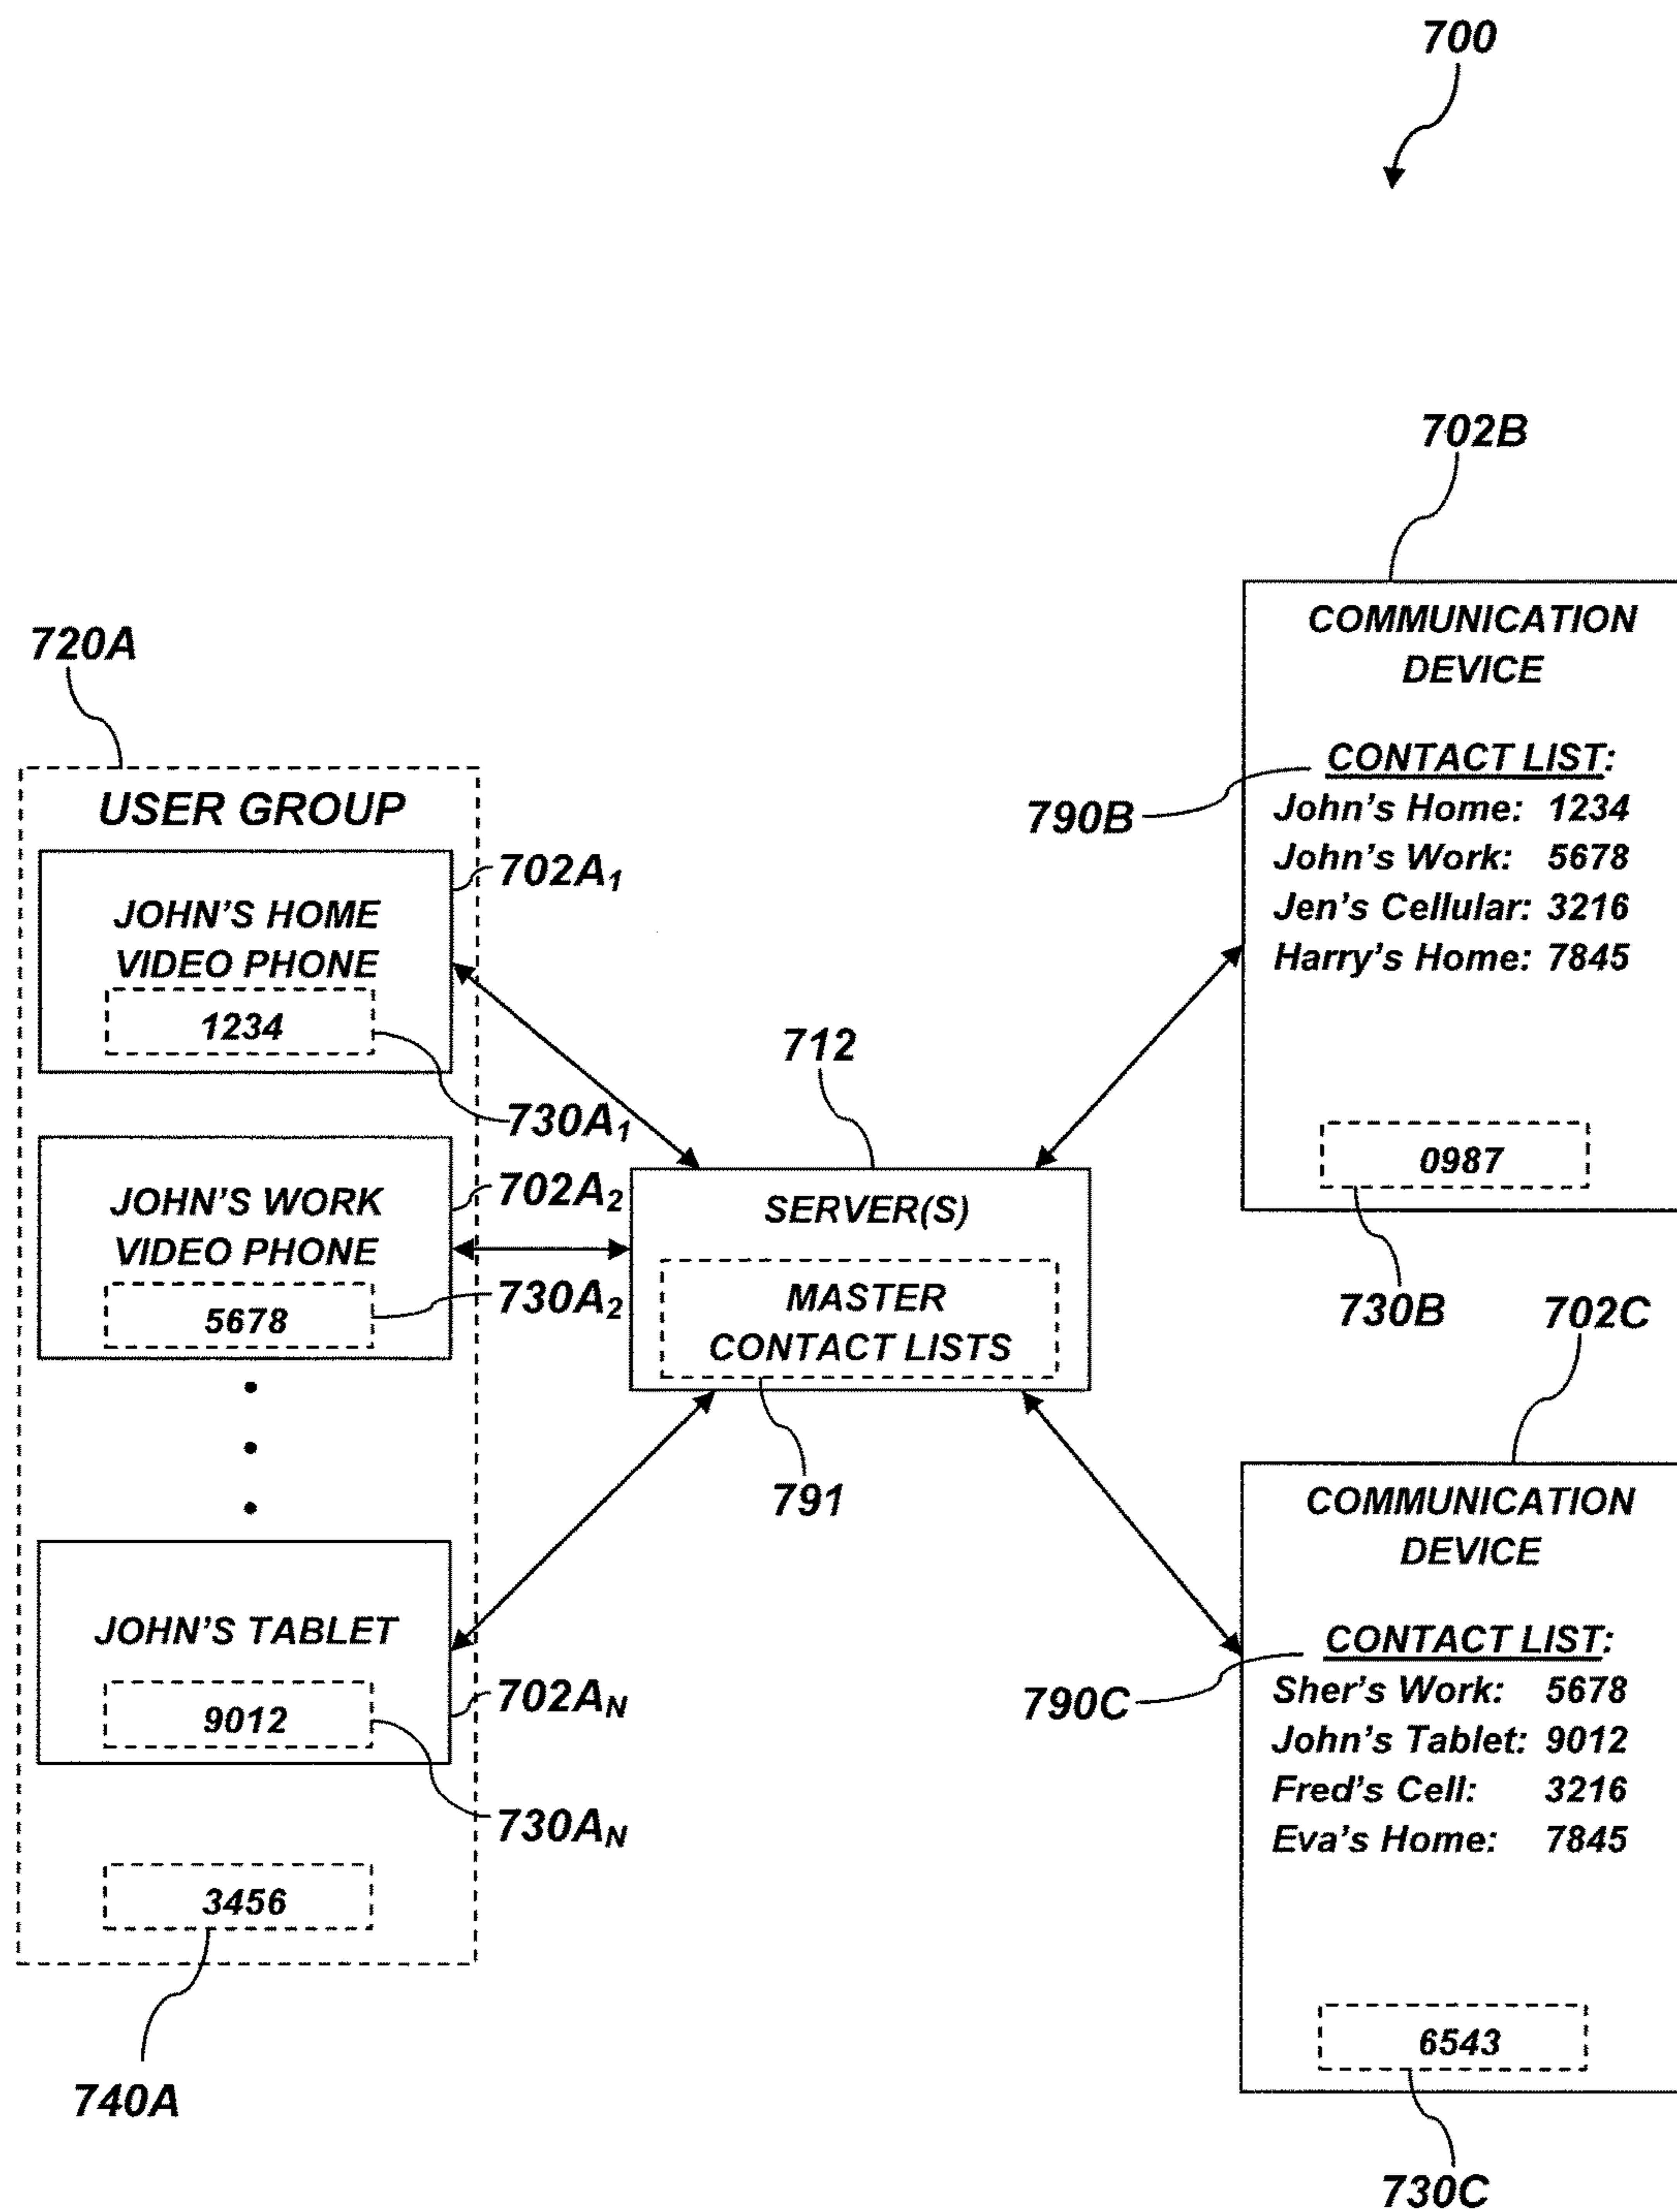 700
702B
COMMUNICATION
DEVICE
CONTACT LIST:
790B
John's Home: 1234
John's Work: 5678
Jen's Cellular: 3216
Harry's Home: 7845
0987
730B
720A
USER GROUP
702A1
JOHN'S HOME
VIDEO PHONE
1234
730A1
702A2
JOHN'S WORK
VIDEO PHONE
5678
730A2
JOHN'S TABLET
9012
702AN
730AN
3456
740A
712
SERVER(S)
MASTER
CONTACT LISTS
791
702C
COMMUNICATION
DEVICE
CONTACT LIST:
790C
Sher's Work: 5678
John's Tablet: 9012
Fred's Cell: 3216
Eva's Home: 7845
6543
730C